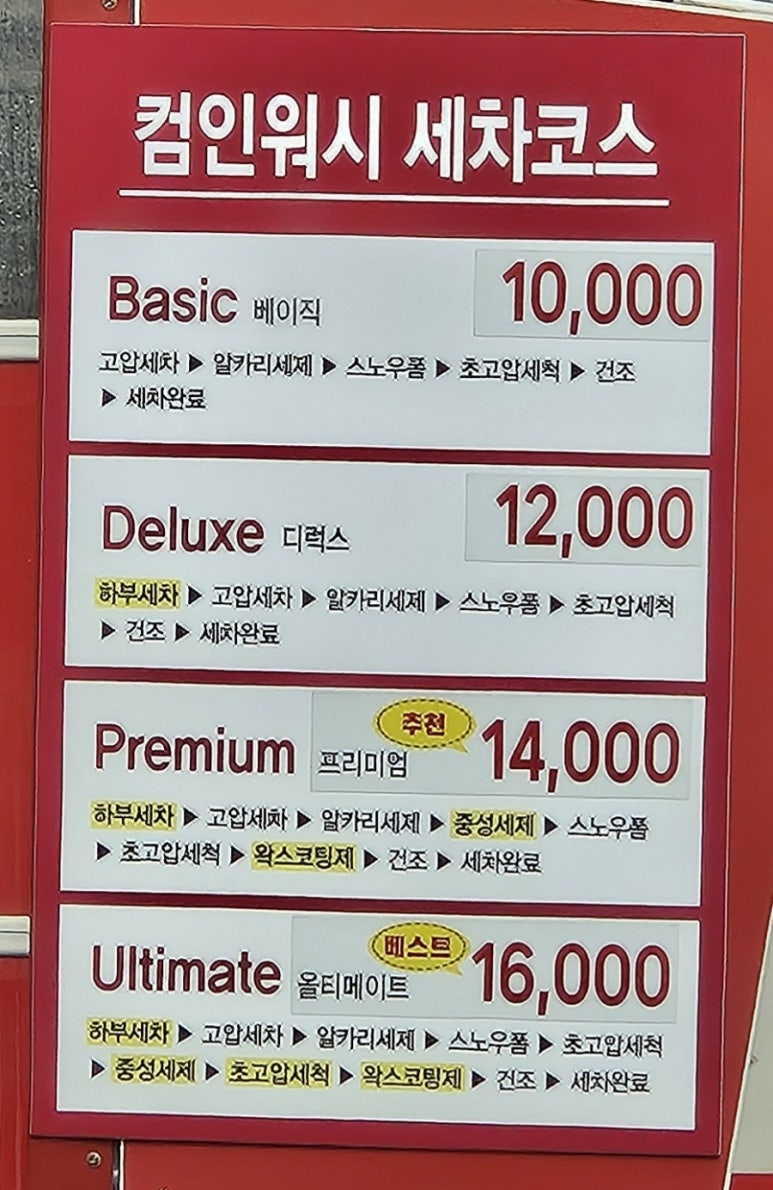 컴인워시 세차코스
Basic 베이직 10,000
고압세차 ▶ 알카리세제 ▶ 스노우폼 ▶ 초고압세척 ▶ 건조
▶ 세차완료
Deluxe 디럭스 12,000
하부세차 ▶ 고압세차 ▶ 알카리세제 ▶ 스노우폼 ▶ 초고압세척
▶ 건조 ▶ 세차완료
Premium 프리미엄 추천 14,000
하부세차 ▶ 고압세차 ▶ 알카리세제 ▶ 중성세제 ▶ 스노우폼
▶ 초고압세척 ▶ 왁스코팅제 ▶ 건조 ▶ 세차완료
Ultimate 올티메이트 베스트 16,000
하부세차 ▶ 고압세차 ▶ 알카리세제 ▶ 스노우폼 ▶ 초고압세척
▶ 중성세제 ▶ 초고압세척 ▶ 왁스코팅제 ▶ 건조 ▶ 세차완료